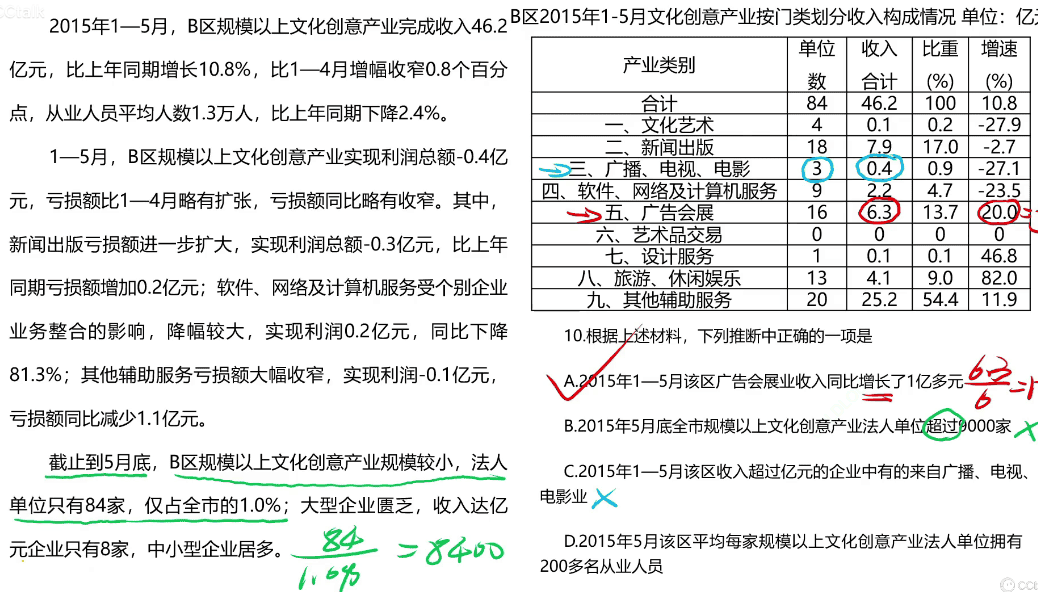 2015年1—5月，B区规模以上文化创意产业完成收入46.2
亿元，比上年同期增长10.8%，比1—4月增幅收窄0.8个百分
点，从业人员平均人数1.3万人，比上年同期下降2.4%。
1—5月，B区规模以上文化创意产业实现利润总额-0.4亿
元，亏损额比1—4月略有扩张，亏损额同比略有收窄。其中，
新闻出版亏损额进一步扩大，实现利润总额-0.3亿元，比上年
同期亏损额增加0.2亿元；软件、网络及计算机服务受个别企业
业务整合的影响，降幅较大，实现利润0.2亿元，同比下降
81.3%；其他辅助服务亏损额大幅收窄，实现利润-0.1亿元，
亏损额同比减少1.1亿元。
截止到5月底，B区规模以上文化创意产业规模较小，法人
单位只有84家，仅占全市的1.0%；大型企业匮乏，收入达亿
元企业只有8家，中小型企业居多。
84
1.0% =8400
B区2015年1-5月文化创意产业按门类划分收入构成情况 单位：亿
产业类别 单位数 收入合计 比重(%) 增速(%)
合计 84 46.2 100 10.8
一、文化艺术 4 0.1 0.2 -27.9
二、新闻出版 18 7.9 17.0 -2.7
三、广播、电视、电影 3 0.4 0.9 -27.1
四、软件、网络及计算机服务 9 2.2 4.7 -23.5
五、广告会展 16 6.3 13.7 20.0 =
六、艺术品交易 0 0 0 0
七、设计服务 1 0.1 0.1 46.8
八、旅游、休闲娱乐 13 4.1 9.0 82.0
九、其他辅助服务 20 25.2 54.4 11.9
10.根据上述材料，下列推断中正确的一项是
A.2015年1—5月该区广告会展业收入同比增长了1亿多元
6.3
6 =1
B.2015年5月底全市规模以上文化创意产业法人单位超过9000家
C.2015年1—5月该区收入超过亿元的企业中有的来自广播、电视、
电影业
D.2015年5月该区平均每家规模以上文化创意产业法人单位拥有
200多名从业人员